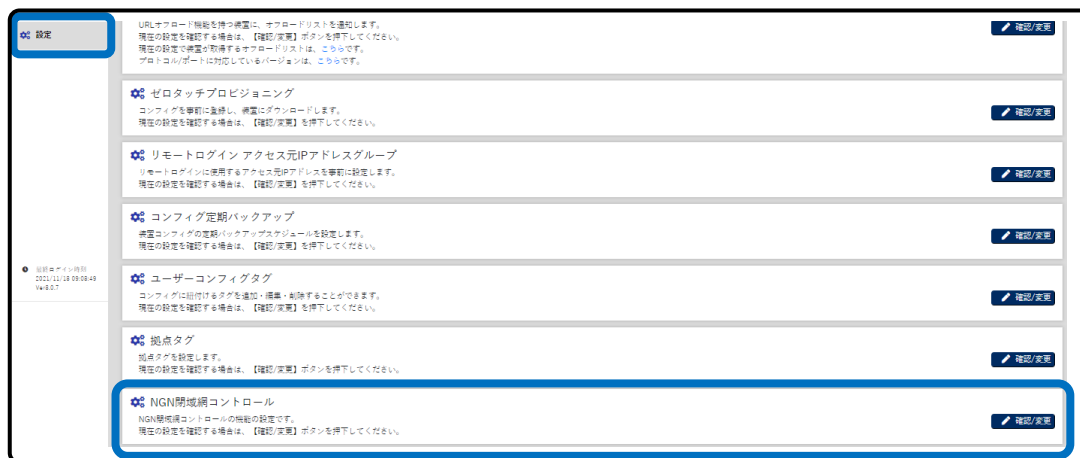 設定
URLオフロード機能を持つ装置に、オフロードリストを通知します。
現在の設定を確認する場合は、【確認/変更】ボタンを押下してください。
現在の設定で装置が取得するオフロードリストは、こちらです。
プロトコル/ポートに対応しているバージョンは、こちらです。
確認/変更
ゼロタッチプロビジョニング
コンフィグを事前に登録し、装置にダウンロードします。
現在の設定を確認する場合は、【確認/変更】を押下してください。
確認/変更
リモートログイン アクセス元IPアドレスグループ
リモートログインに使用するアクセス元IPアドレスを事前に設定します。
現在の設定を確認する場合は、【確認/変更】を押下してください。
確認/変更
コンフィグ定期バックアップ
装置コンフィグの定期バックアップスケジュールを設定します。
現在の設定を確認する場合は、【確認/変更】を押下してください。
確認/変更
最終ログイン時刻
2021/11/18 09:08:49
Ver8.0.7
ユーザーコンフィグタグ
コンフィグに紐付けるタグを追加・編集・削除することができます。
現在の設定を確認する場合は、【確認/変更】を押下してください。
確認/変更
拠点タグ
拠点タグを設定します。
現在の設定を確認する場合は、【確認/変更】ボタンを押下してください。
確認/変更
NGN閉域網コントロール
NGN閉域網コントロールの機能の設定です。
現在の設定を確認する場合は、【確認/変更】ボタンを押下してください。
確認/変更